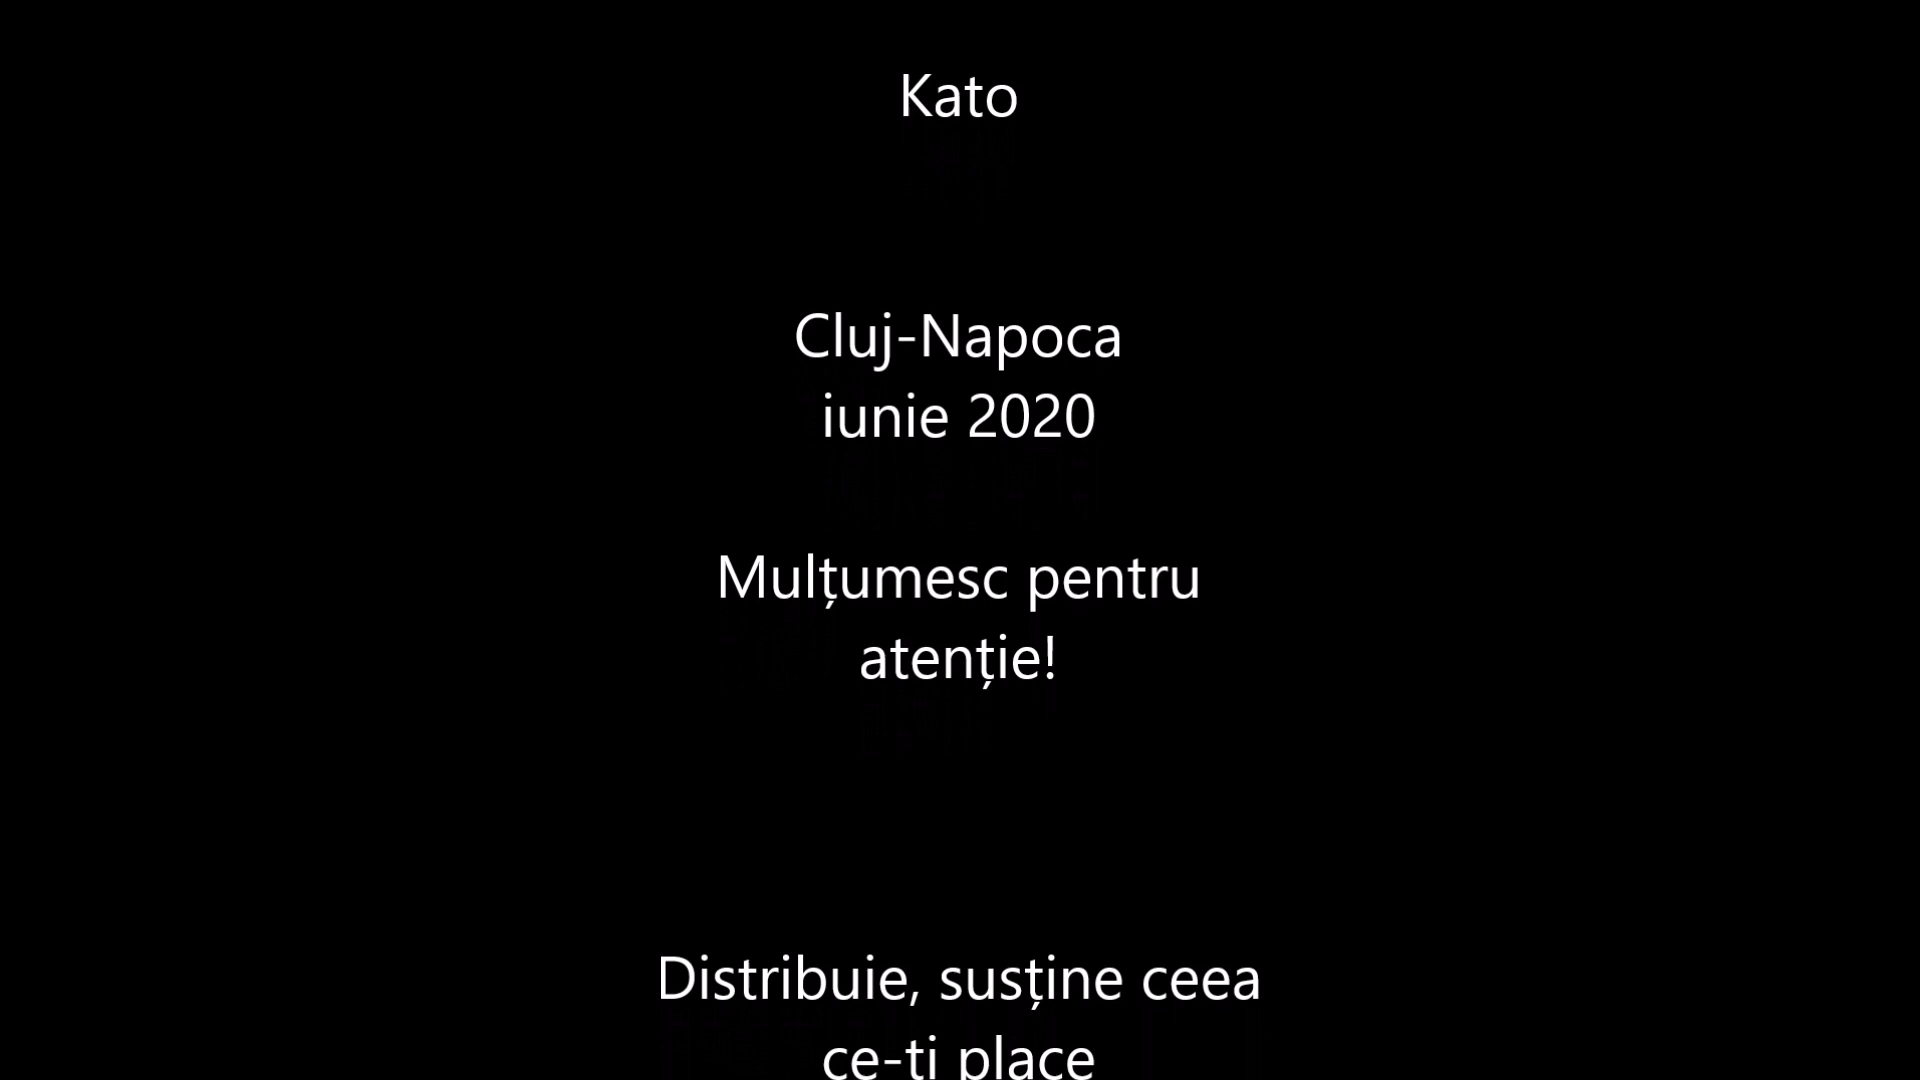 Kato
Cluj-Napoca
iunie 2020
Mulțumesc pentru
atenție!
Distribuie, susține ceea
ce-ți place